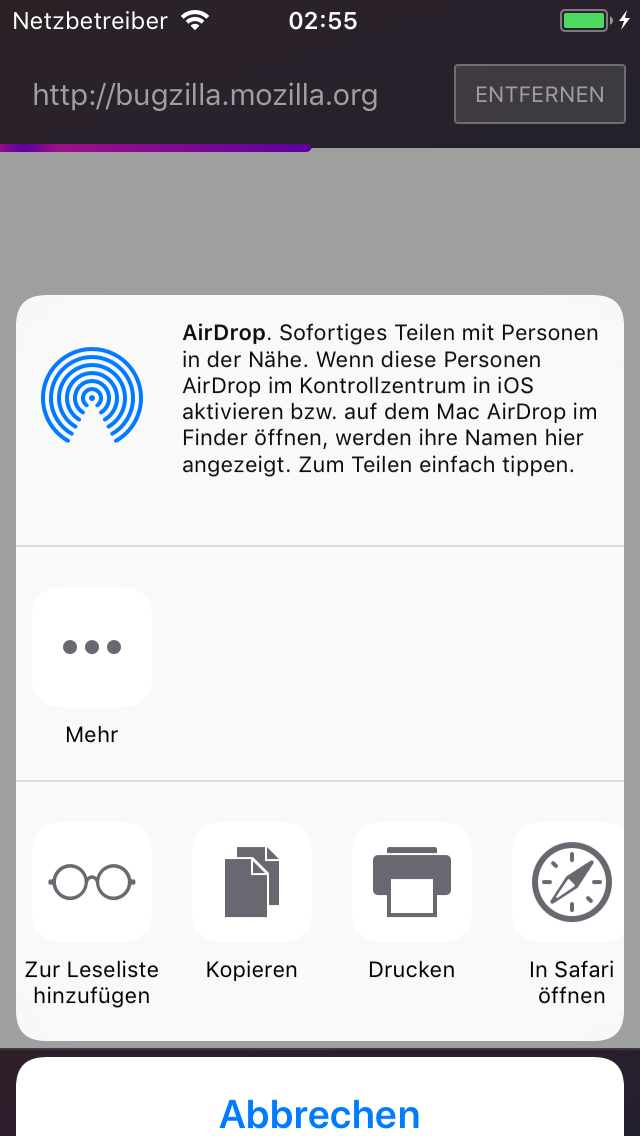 Netzbetreiber 02:55
http://bugzilla.mozilla.org ENTFERNEN
AirDrop. Sofortiges Teilen mit Personen
in der Nähe. Wenn diese Personen
AirDrop im Kontrollzentrum in iOS
aktivieren bzw. auf dem Mac AirDrop im
Finder öffnen, werden ihre Namen hier
angezeigt. Zum Teilen einfach tippen.
Mehr
Zur Leseliste hinzufügen
Kopieren
Drucken
In Safari öffnen
Abbrechen